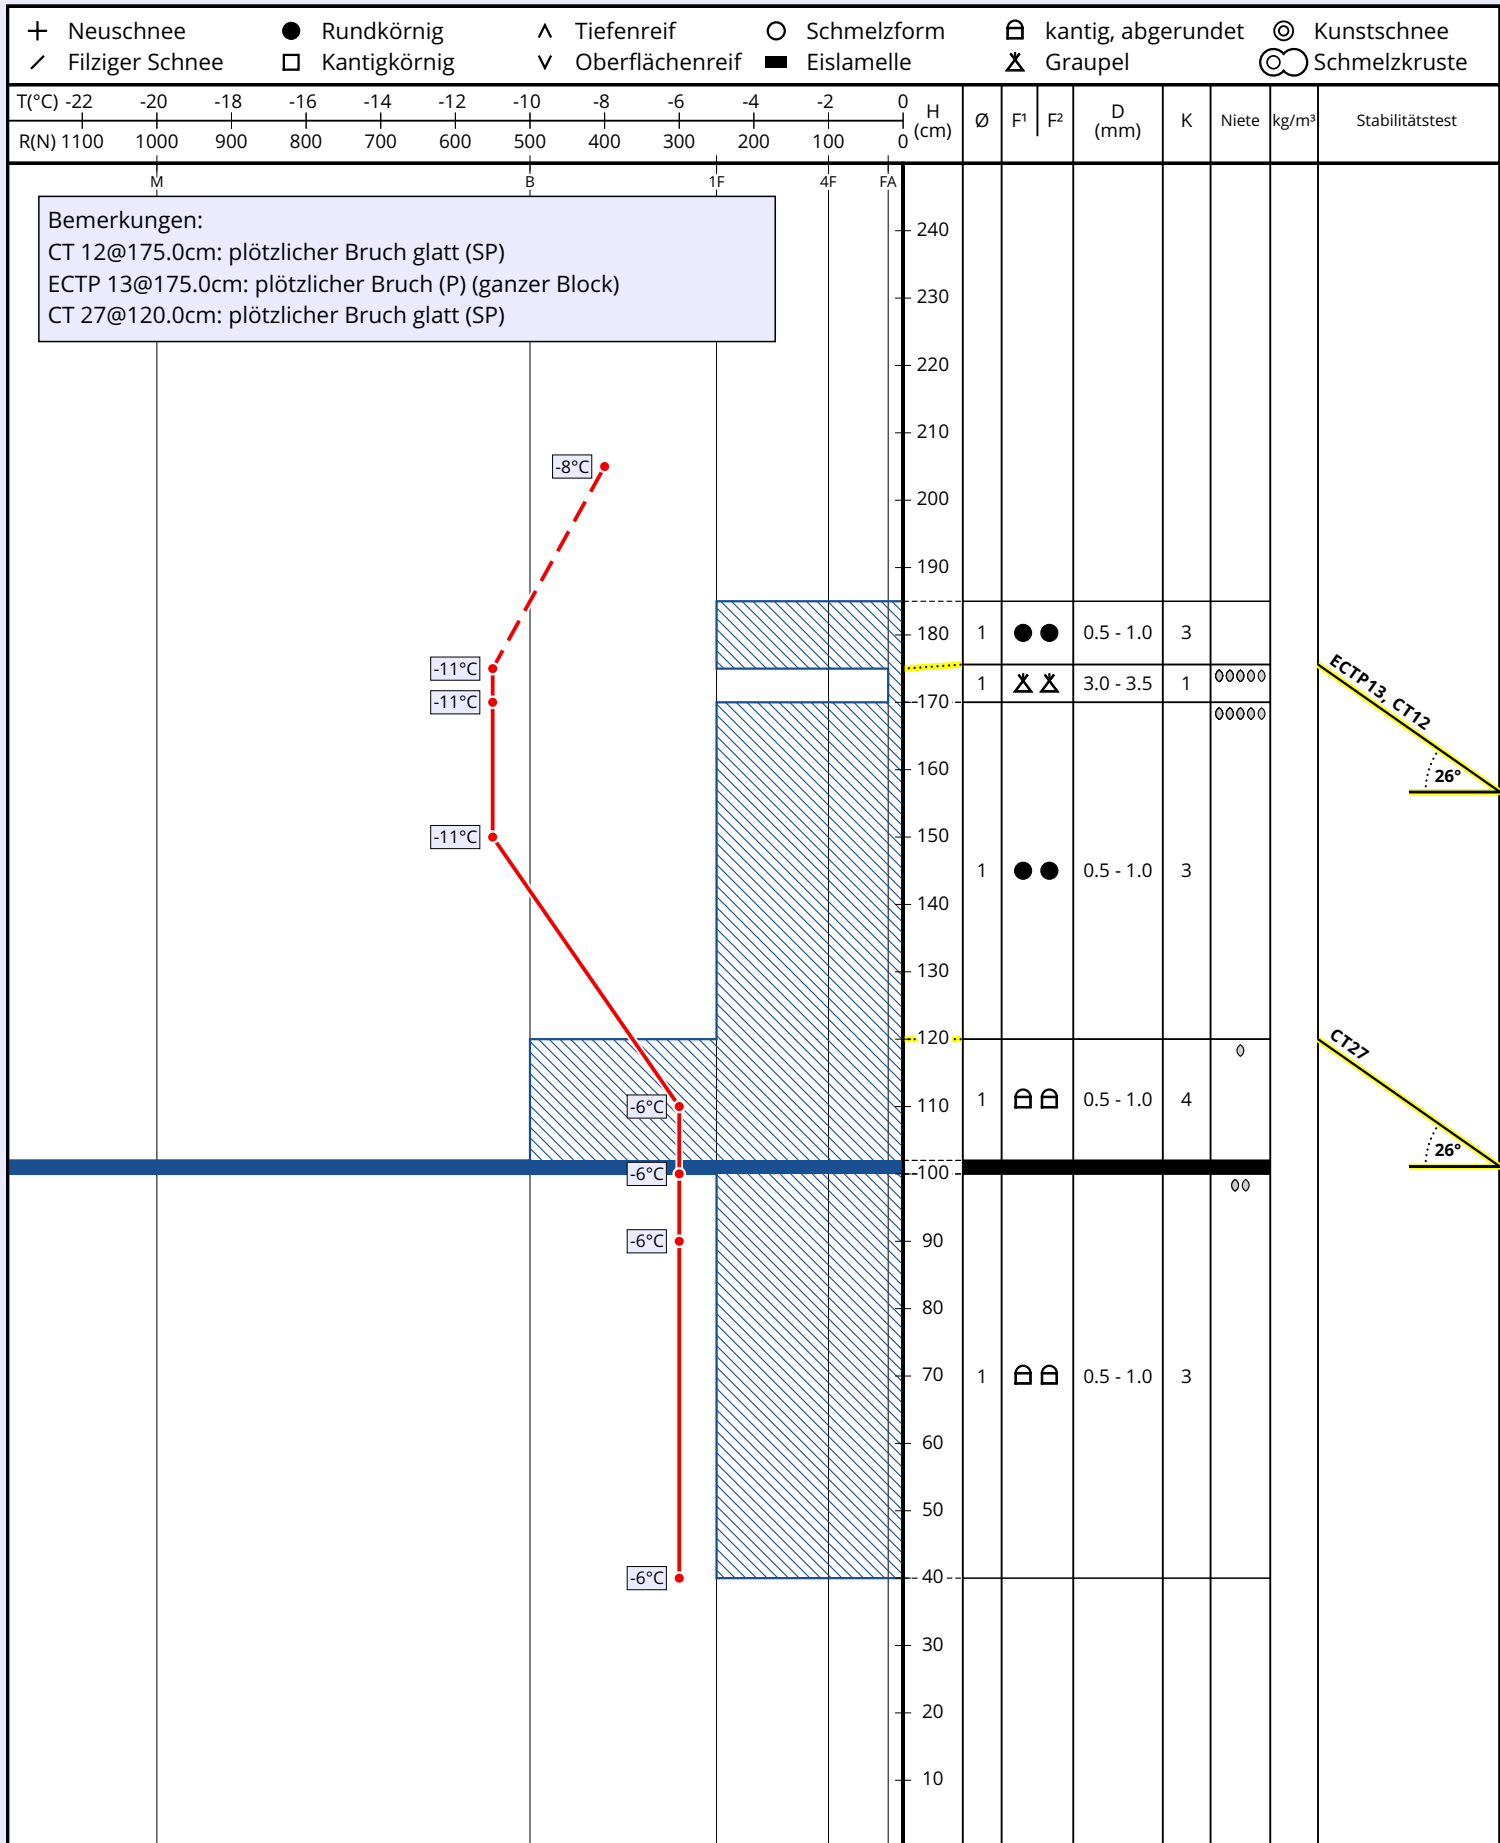 Neuschnee Rundkörnig Tiefenreif Schmelzform kantig, abgerundet Kunstschnee
Filziger Schnee Kantigkörnig Oberflächenreif Eislamelle Graupel Schmelzkruste
T(°C) -22 -20 -18 -16 -14 -12 -10 -8 -6 -4 -2 0
R(N) 1100 1000 900 800 700 600 500 400 300 200 100 0
H (cm) Ø F¹ F² D (mm) K Niete kg/m³ Stabilitätstest
M B 1F 4F FA
Bemerkungen:
CT 12@175.0cm: plötzlicher Bruch glatt (SP)
ECTP 13@175.0cm: plötzlicher Bruch (P) (ganzer Block)
CT 27@120.0cm: plötzlicher Bruch glatt (SP)
240
230
220
210
-8°C
200
190
180 1 0.5 - 1.0 3
-11°C
ECTP13, CT12
1 3.0 - 3.5 1
-11°C 170
160
26°
-11°C 150
1 0.5 - 1.0 3
140
130
120
CT27
-6°C 110 1 0.5 - 1.0 4
26°
-6°C 100
-6°C 90
80
70 1 0.5 - 1.0 3
60
50
-6°C 40
30
20
10